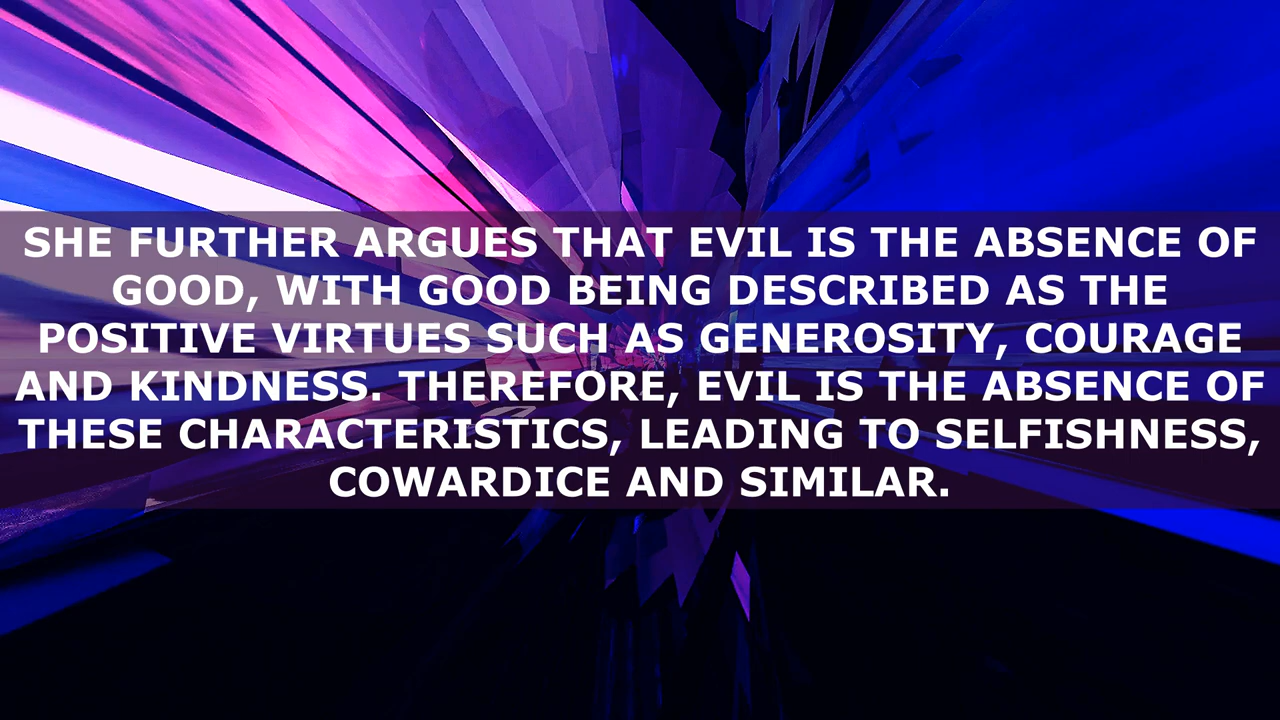 SHE FURTHER ARGUES THAT EVIL IS THE ABSENCE OF
GOOD, WITH GOOD BEING DESCRIBED AS THE
POSITIVE VIRTUES SUCH AS GENEROSITY, COURAGE
AND KINDNESS. THEREFORE, EVIL IS THE ABSENCE OF
THESE CHARACTERISTICS, LEADING TO SELFISHNESS,
COWARDICE AND SIMILAR.